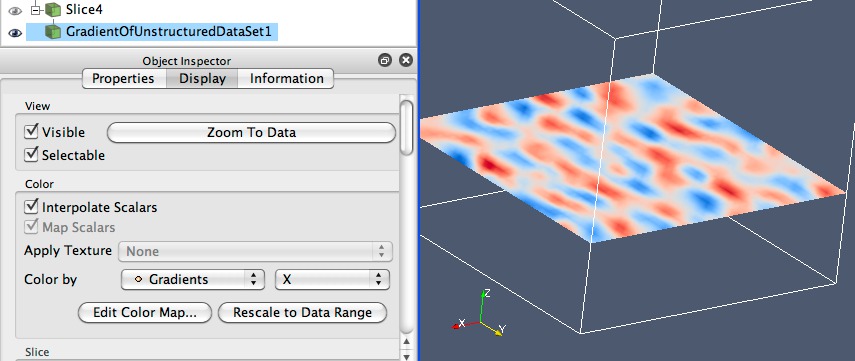 Slice4
GradientOfUnstructuredDataSet1
Object Inspector
Properties Display Information
View
Visible Zoom To Data
Selectable
Color
Interpolate Scalars
Map Scalars
Apply Texture None
Color by Gradients X
Edit Color Map... Rescale to Data Range
Slice
Z
X
Y